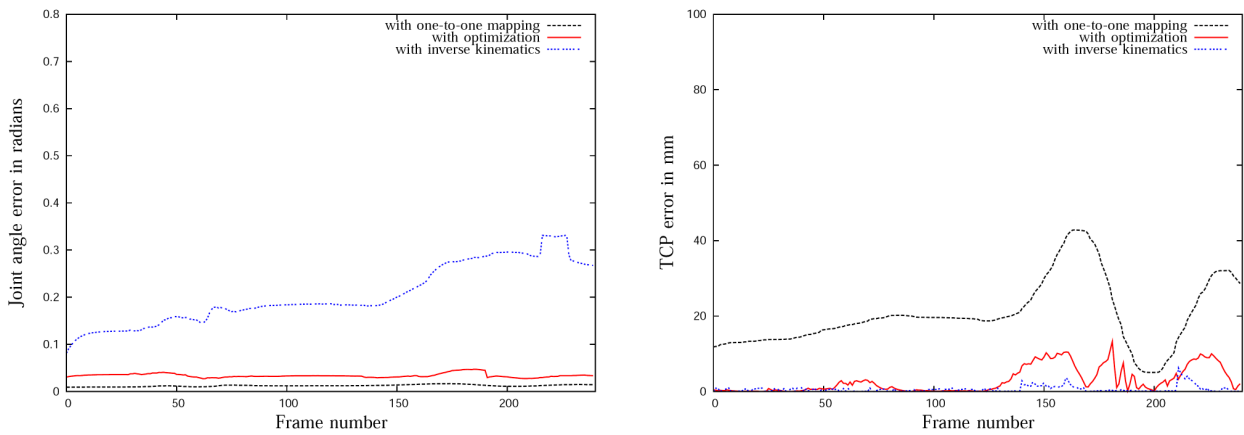 0.8
0.7
0.6
0.5
0.4
0.3
0.2
0.1
0
Joint angle error in radians
with one-to-one mapping
with optimization
with inverse kinematics
0 50 100 150 200
Frame number
100
80
60
40
20
0
TCP error in mm
with one-to-one mapping
with optimization
with inverse kinematics
0 50 100 150 200
Frame number